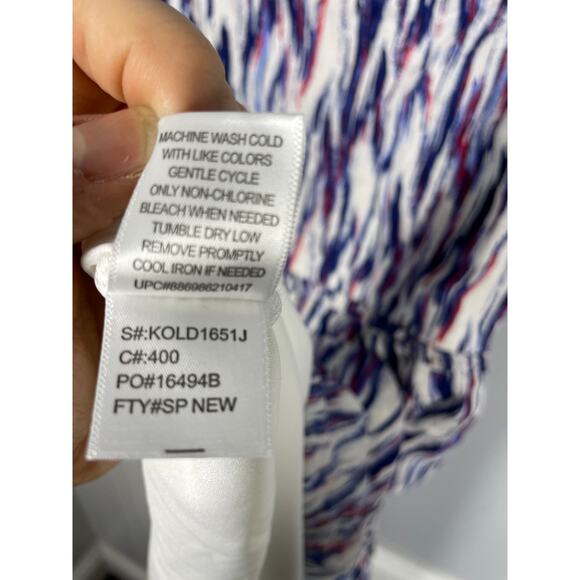 MACHINE WASH COLD
WITH LIKE COLORS
GENTLE CYCLE
ONLY NON-CHLORINE
BLEACH WHEN NEEDED
TUMBLE DRY LOW
REMOVE PROMPTLY
COOL IRON IF NEEDED
UPC#886986210417
S#:KOLD1651J
C#:400
PO#16494B
FTY#SP NEW